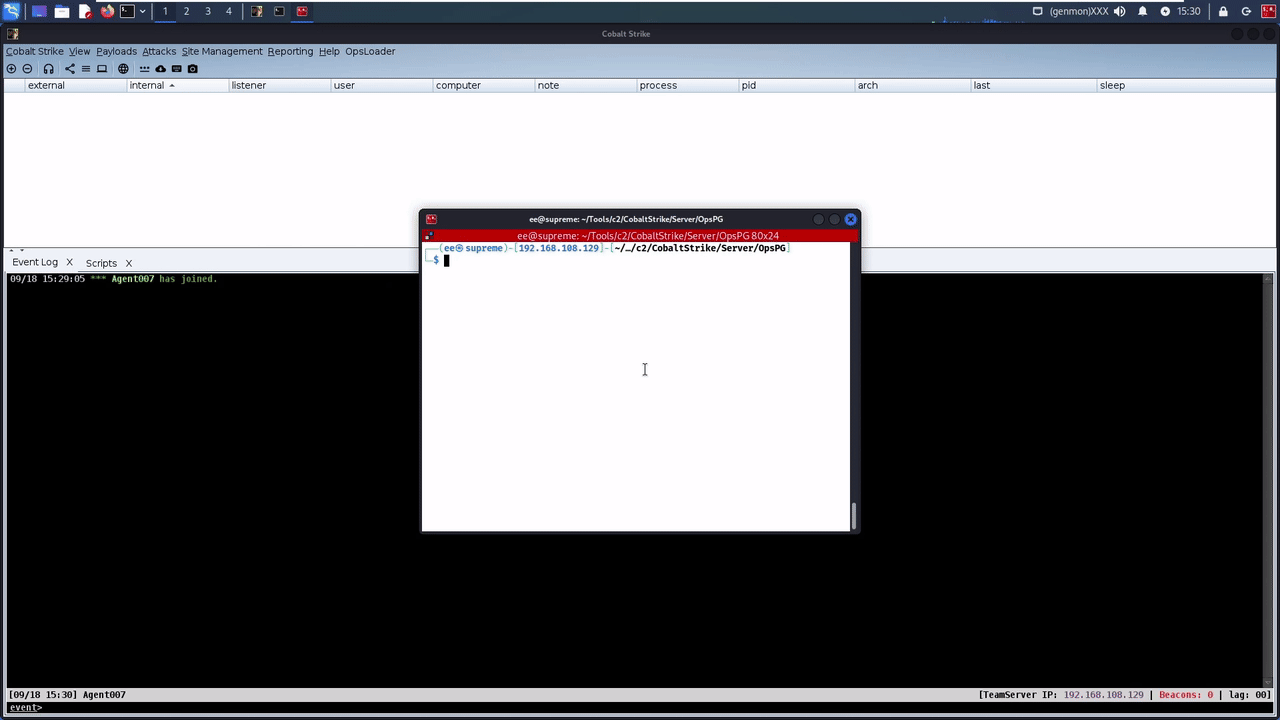 1 2 3 4 (genmon)XXX 15:30
Cobalt Strike
Cobalt Strike View Payloads Attacks Site Management Reporting Help OpsLoader
external internal listener user computer note process pid arch last sleep
ee@supreme: ~/Tools/c2/CobaltStrike/Server/OpsPG
ee@supreme: ~/Tools/c2/CobaltStrike/Server/OpsPG 80x24
(ee㉿supreme)-[192.168.108.129]-[~/…/c2/CobaltStrike/Server/OpsPG]
$
Event Log X Scripts X
09/18 15:29:05 *** Agent007 has joined.
[09/18 15:30] Agent007 [TeamServer IP: 192.168.108.129 | Beacons: 0 | lag: 00]
event>